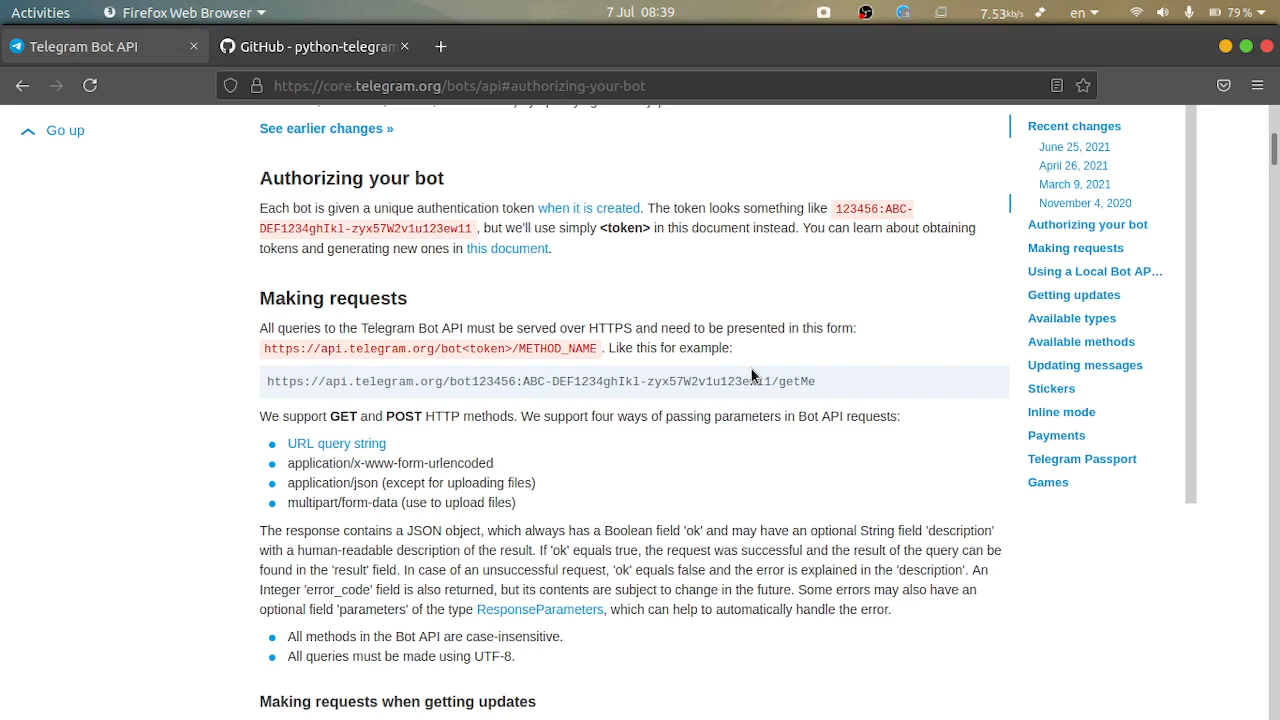 Activities
Firefox Web Browser
7 Jul 08:39
7.53kb/s
en
79 %
Telegram Bot API
GitHub - python-telegram
https://core.telegram.org/bots/api#authorizing-your-bot
Go up
See earlier changes »
Authorizing your bot
Each bot is given a unique authentication token when it is created. The token looks something like 123456:ABC-
DEF1234ghIkl-zyx57W2v1u123ew11, but we'll use simply <token> in this document instead. You can learn about obtaining
tokens and generating new ones in this document.
Making requests
All queries to the Telegram Bot API must be served over HTTPS and need to be presented in this form:
https://api.telegram.org/bot<token>/METHOD_NAME. Like this for example:
https://api.telegram.org/bot123456:ABC-DEF1234ghIkl-zyx57W2v1u123ew11/getMe
We support GET and POST HTTP methods. We support four ways of passing parameters in Bot API requests:
URL query string
application/x-www-form-urlencoded
application/json (except for uploading files)
multipart/form-data (use to upload files)
The response contains a JSON object, which always has a Boolean field 'ok' and may have an optional String field 'description'
with a human-readable description of the result. If 'ok' equals true, the request was successful and the result of the query can be
found in the 'result' field. In case of an unsuccessful request, 'ok' equals false and the error is explained in the 'description'. An
Integer 'error_code' field is also returned, but its contents are subject to change in the future. Some errors may also have an
optional field 'parameters' of the type ResponseParameters, which can help to automatically handle the error.
All methods in the Bot API are case-insensitive.
All queries must be made using UTF-8.
Making requests when getting updates
Recent changes
June 25, 2021
April 26, 2021
March 9, 2021
November 4, 2020
Authorizing your bot
Making requests
Using a Local Bot AP…
Getting updates
Available types
Available methods
Updating messages
Stickers
Inline mode
Payments
Telegram Passport
Games